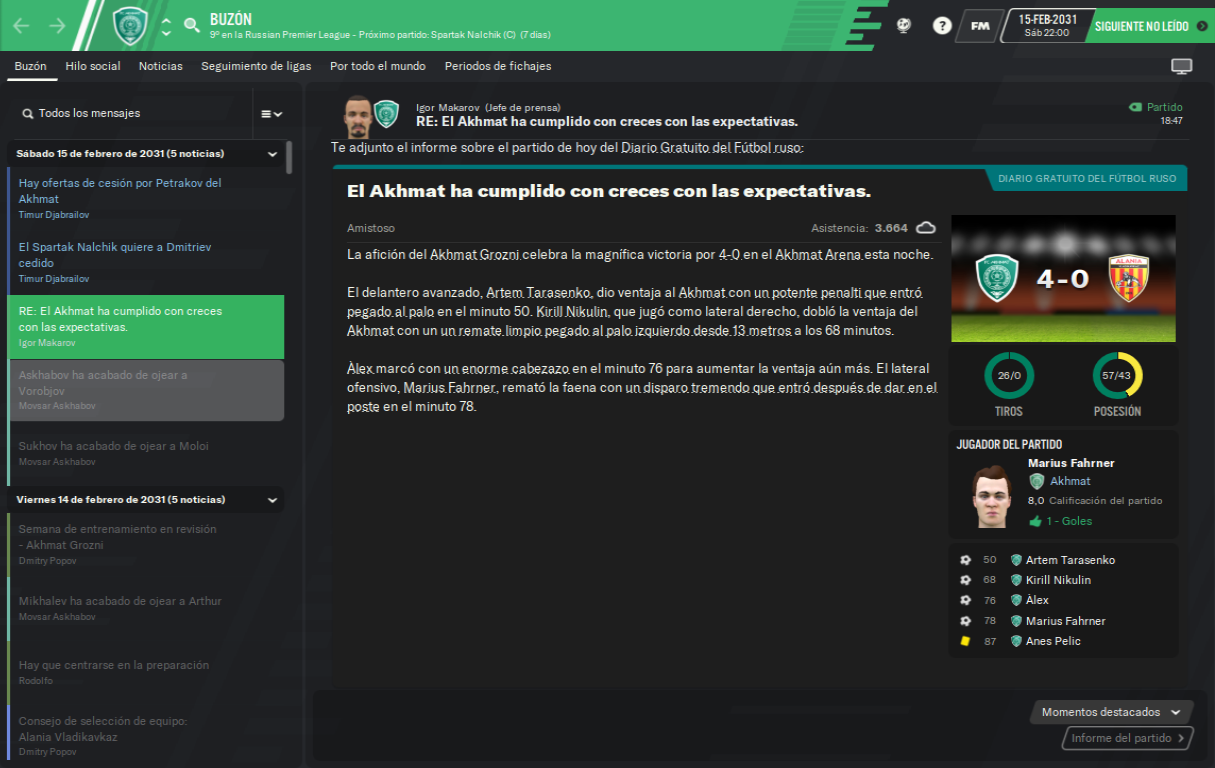 BUZÓN
9º en la Russian Premier League - Próximo partido: Spartak Nalchik (C) (7 días)
?
FM
15-FEB-2031
Sáb 22:00
SIGUIENTE NO LEÍDO
Buzón
Hilo social
Noticias
Seguimiento de ligas
Por todo el mundo
Periodos de fichajes
Todos los mensajes
Sábado 15 de febrero de 2031 (5 noticias)
Hay ofertas de cesión por Petrakov del
Akhmat
Timur Djabrailov
El Spartak Nalchik quiere a Dmitriev
cedido
Timur Djabrailov
RE: El Akhmat ha cumplido con creces
con las expectativas.
Igor Makarov
Askhabov ha acabado de ojear a
Vorobjov
Movsar Askhabov
Sukhov ha acabado de ojear a Moloi
Movsar Askhabov
Viernes 14 de febrero de 2031 (5 noticias)
Semana de entrenamiento en revisión
- Akhmat Grozni
Dmitry Popov
Mikhalev ha acabado de ojear a Arthur
Movsar Askhabov
Hay que centrarse en la preparación
Rodolfo
Consejo de selección de equipo:
Alania Vladikavkaz
Dmitry Popov
Igor Makarov (Jefe de prensa)
RE: El Akhmat ha cumplido con creces con las expectativas.
Partido
18:47
Te adjunto el informe sobre el partido de hoy del Diario Gratuito del Fútbol ruso:
DIARIO GRATUITO DEL FÚTBOL RUSO
El Akhmat ha cumplido con creces con las expectativas.
Amistoso
Asistencia: 3.664
La afición del Akhmat Grozni celebra la magnífica victoria por 4-0 en el Akhmat Arena esta noche.
El delantero avanzado, Artem Tarasenko, dio ventaja al Akhmat con un potente penalti que entró
pegado al palo en el minuto 50. Kirill Nikulin, que jugó como lateral derecho, dobló la ventaja del
Akhmat con un un remate limpio pegado al palo izquierdo desde 13 metros a los 68 minutos.
Àlex marcó con un enorme cabezazo en el minuto 76 para aumentar la ventaja aún más. El lateral
ofensivo, Marius Fahrner, remató la faena con un disparo tremendo que entró después de dar en el
poste en el minuto 78.
4-0
ALANIA
26/0
57/43
TIROS
POSESIÓN
JUGADOR DEL PARTIDO
Marius Fahrner
Akhmat
8,0 Calificación del partido
1 - Goles
50 Artem Tarasenko
68 Kirill Nikulin
76 Àlex
78 Marius Fahrner
87 Anes Pelic
Momentos destacados
Informe del partido